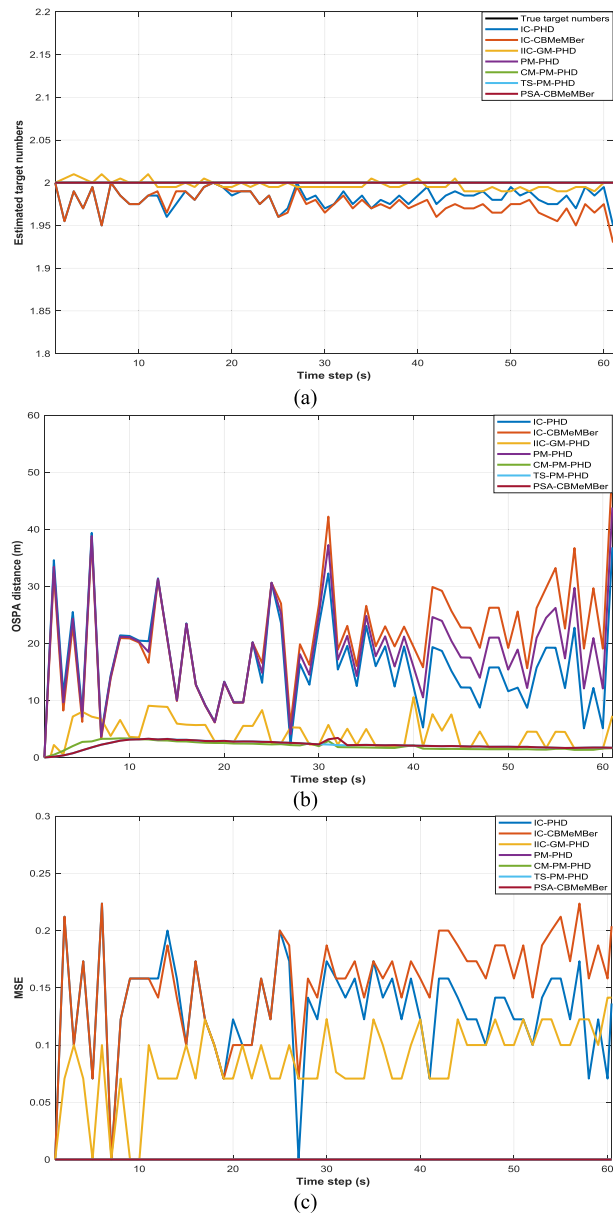 2.2
2.15
2.1
2.05
2
1.95
1.9
1.85
1.8
Estimated target numbers
True target numbers
IC-PHD
IC-CBMeMBer
IIC-GM-PHD
PM-PHD
CM-PM-PHD
TS-PM-PHD
PSA-CBMeMBer
10 20 30 40 50 60
Time step (s)
(a)
60
50
40
30
20
10
0
OSPA distance (m)
IC-PHD
IC-CBMeMBer
IIC-GM-PHD
PM-PHD
CM-PM-PHD
TS-PM-PHD
PSA-CBMeMBer
10 20 30 40 50 60
Time step (s)
(b)
0.3
0.25
0.2
0.15
0.1
0.05
0
MSE
IC-PHD
IC-CBMeMBer
IIC-GM-PHD
PM-PHD
CM-PM-PHD
TS-PM-PHD
PSA-CBMeMBer
10 20 30 40 50 60
Time step (s)
(c)